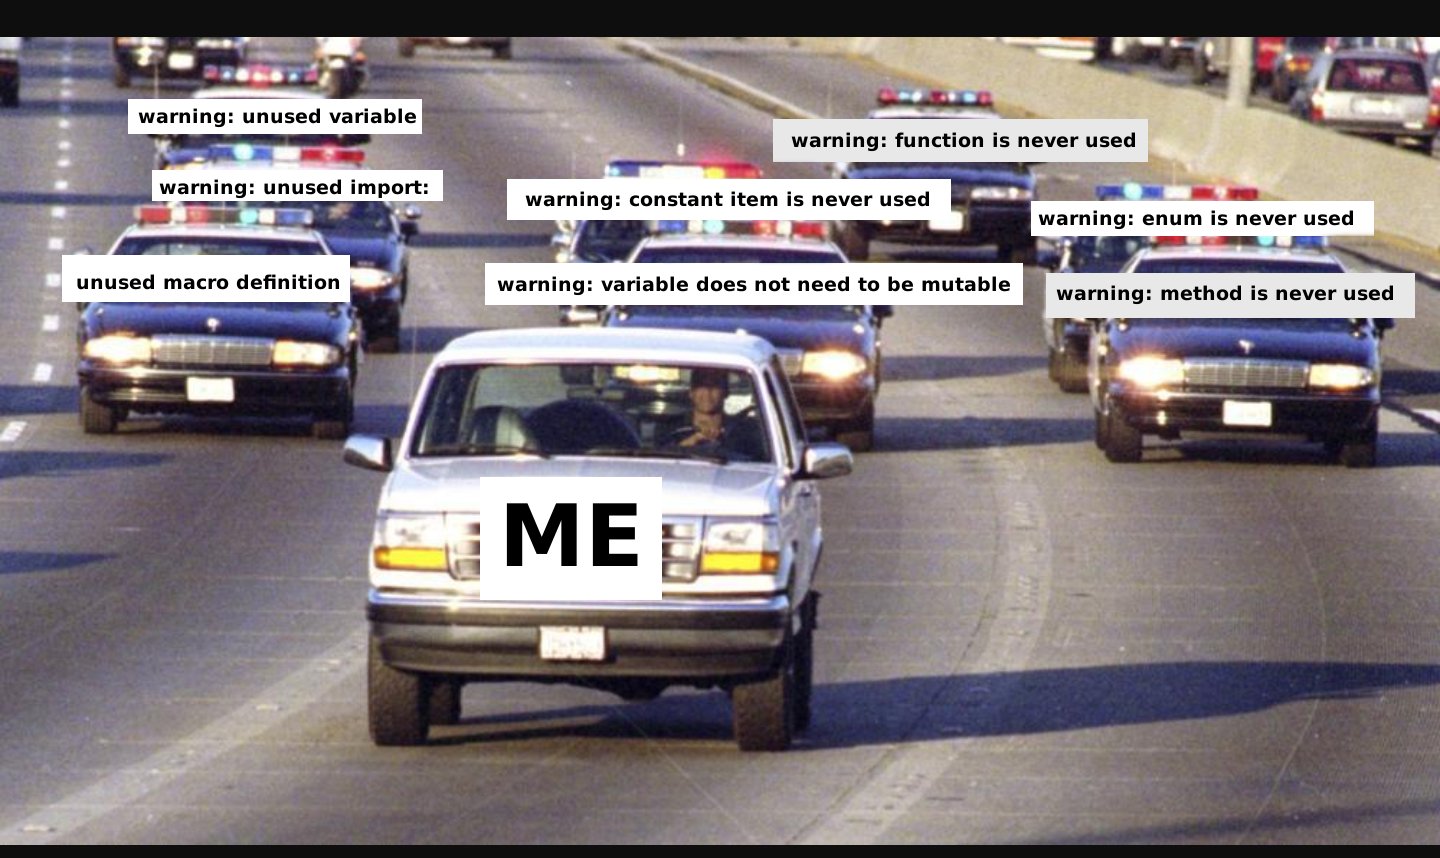 warning: unused variable
warning: function is never used
warning: unused import:
warning: constant item is never used
warning: enum is never used
unused macro definition
warning: variable does not need to be mutable
warning: method is never used
ME